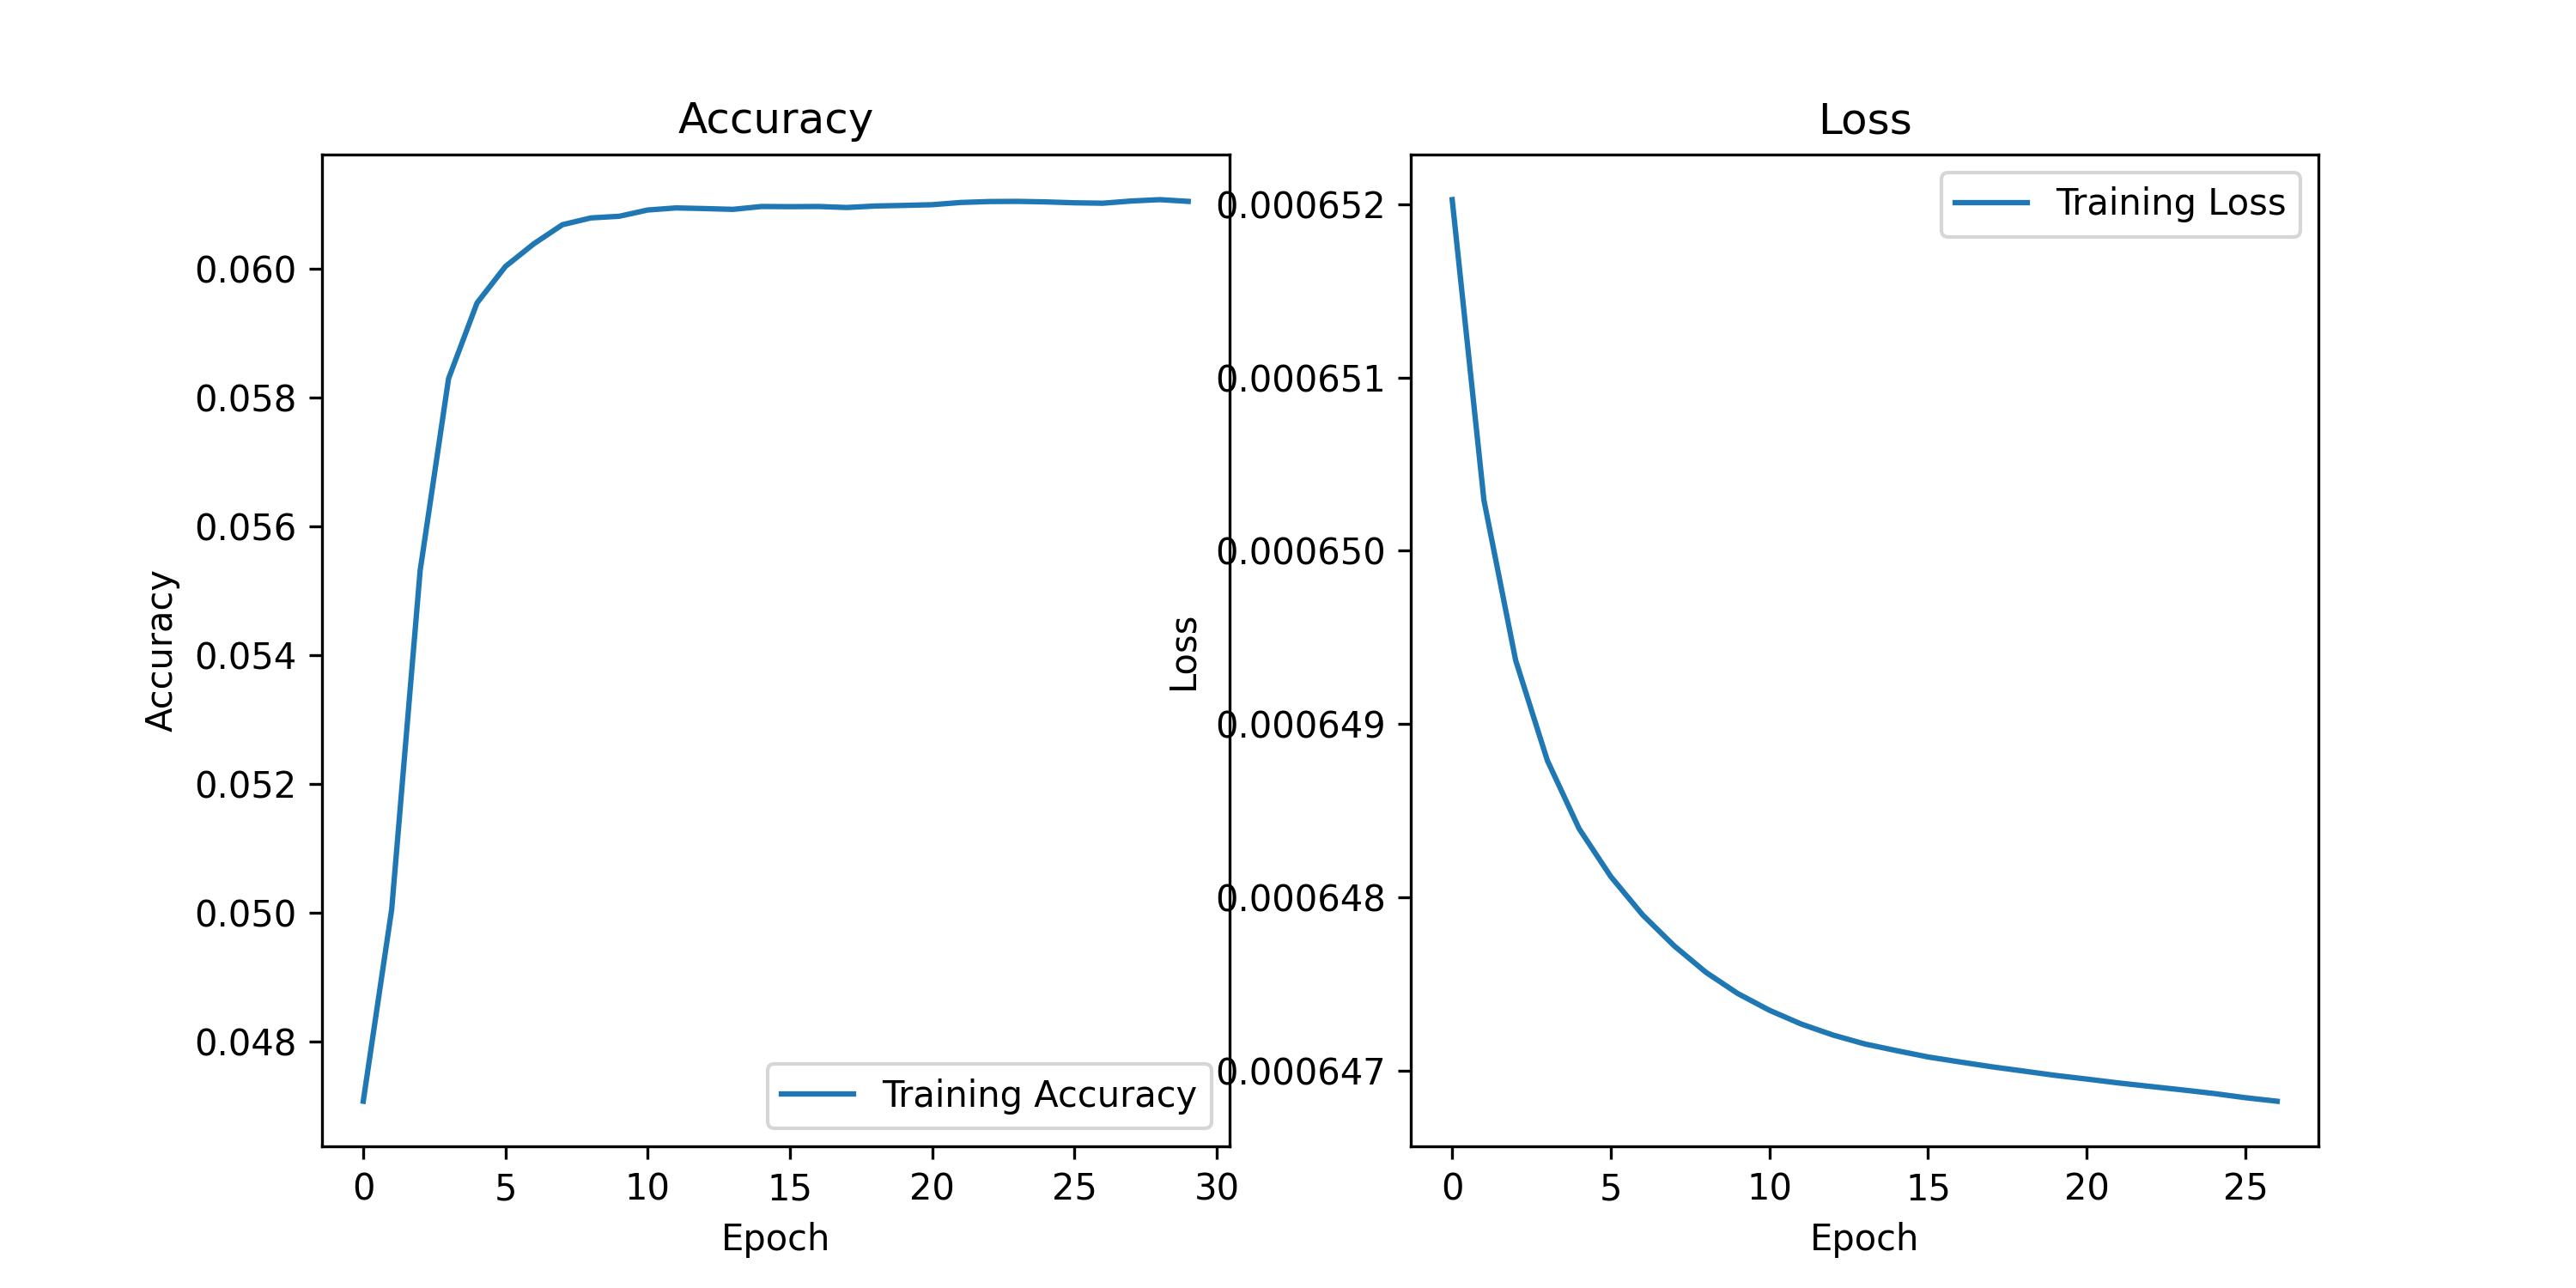 Accuracy
Accuracy
0.060
0.058
0.056
0.054
0.052
0.050
0.048
0 5 10 15 20 25 30
Epoch
Training Accuracy
Loss
Loss
0.000652
0.000651
0.000650
0.000649
0.000648
0.000647
0 5 10 15 20 25
Epoch
Training Loss